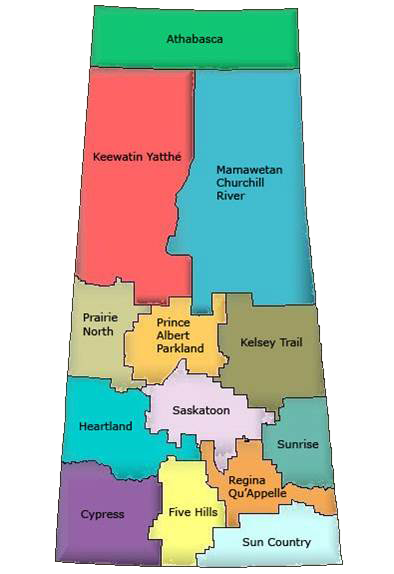 Athabasca
Keewatin Yatthé
Mamawetan
Churchill
River
Prairie
North
Prince
Albert
Parkland
Kelsey Trail
Saskatoon
Heartland
Sunrise
Regina
Qu'Appelle
Cypress
Five Hills
Sun Country